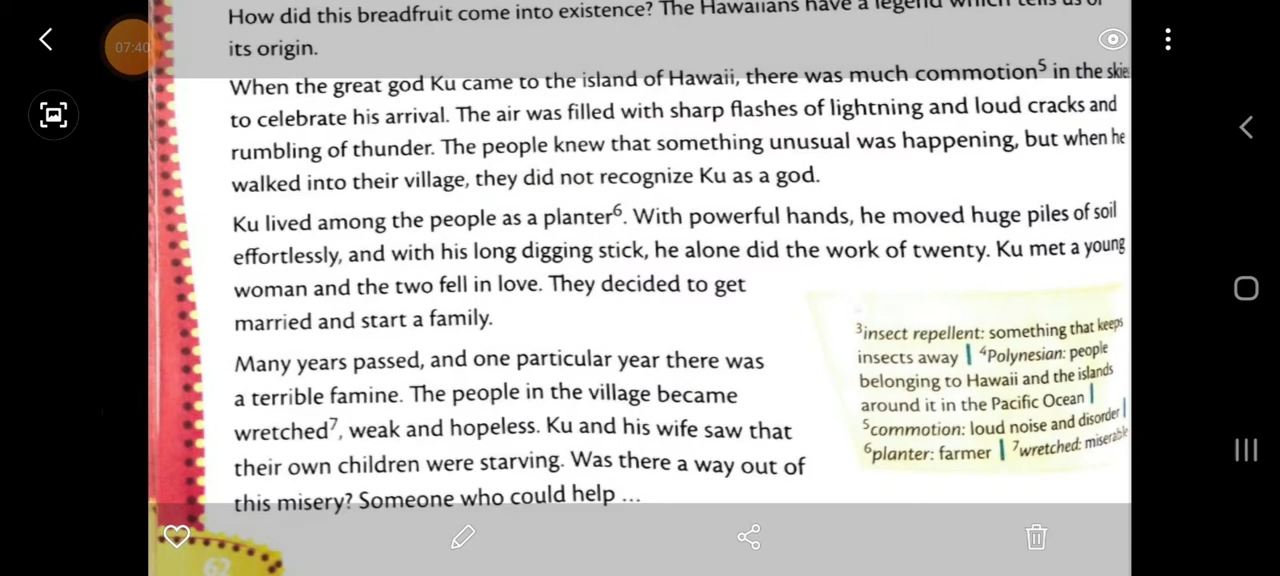 07:40
How did this breadfruit come into existence? The Hawaiians have a legend which tells us of
its origin.
When the great god Ku came to the island of Hawaii, there was much commotion⁵ in the skie
to celebrate his arrival. The air was filled with sharp flashes of lightning and loud cracks and
rumbling of thunder. The people knew that something unusual was happening, but when he
walked into their village, they did not recognize Ku as a god.
Ku lived among the people as a planter⁶. With powerful hands, he moved huge piles of soil
effortlessly, and with his long digging stick, he alone did the work of twenty. Ku met a young
woman and the two fell in love. They decided to get
married and start a family.
Many years passed, and one particular year there was
a terrible famine. The people in the village became
wretched⁷, weak and hopeless. Ku and his wife saw that
their own children were starving. Was there a way out of
this misery? Someone who could help ...
³insect repellent: something that keeps
insects away | ⁴Polynesian: people
belonging to Hawaii and the islands
around it in the Pacific Ocean |
⁵commotion: loud noise and disorder |
⁶planter: farmer | ⁷wretched: miserable
62